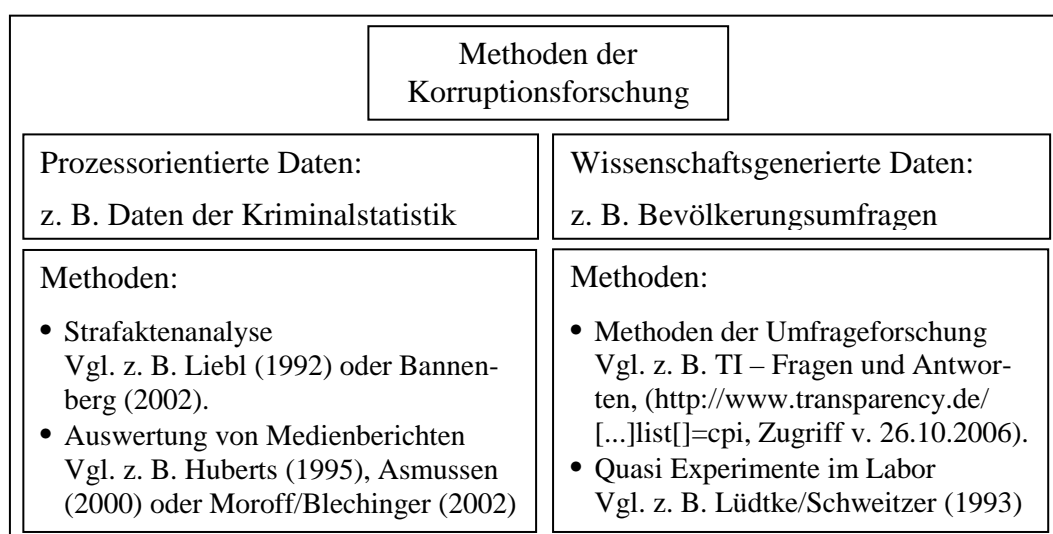 Methoden der
Korruptionsforschung
Prozessorientierte Daten:
z. B. Daten der Kriminalstatistik
Wissenschaftsgenerierte Daten:
z. B. Bevölkerungsumfragen
Methoden:
• Strafaktenanalyse
Vgl. z. B. Liebl (1992) oder Bannen-
berg (2002).
• Auswertung von Medienberichten
Vgl. z. B. Huberts (1995), Asmussen
(2000) oder Moroff/Blechinger (2002)
Methoden:
• Methoden der Umfrageforschung
Vgl. z. B. TI – Fragen und Antwor-
ten, (http://www.transparency.de/
[...]list[]=cpi, Zugriff v. 26.10.2006).
• Quasi Experimente im Labor
Vgl. z. B. Lüdtke/Schweitzer (1993)